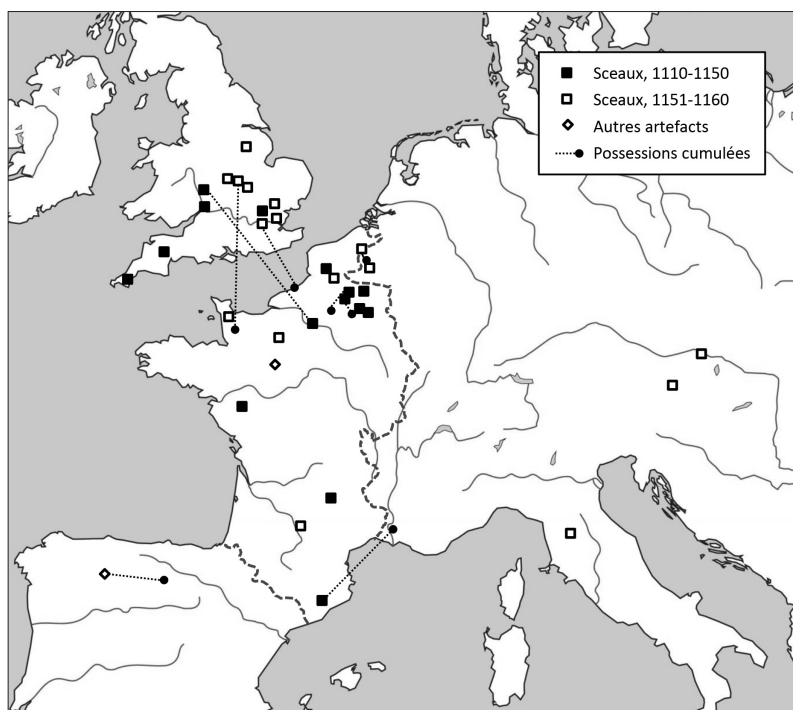 Sceaux, 1110-1150
Sceaux, 1151-1160
Autres artefacts
Possessions cumulées